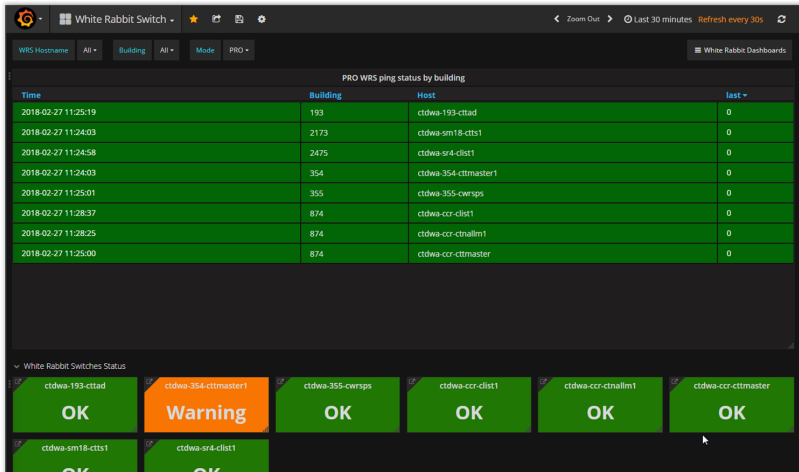 White Rabbit Switch
Zoom Out Last 30 minutes Refresh every 30s
WRS Hostname All Building All Mode PRO White Rabbit Dashboards
PRO WRS ping status by building
Time Building Host last
2018-02-27 11:25:19 193 ctdwa-193-cttad 0
2018-02-27 11:24:03 2173 ctdwa-sm18-ctts1 0
2018-02-27 11:24:58 2475 ctdwa-sr4-clist1 0
2018-02-27 11:24:03 354 ctdwa-354-cttmaster1 0
2018-02-27 11:25:01 355 ctdwa-355-cwrsps 0
2018-02-27 11:28:37 874 ctdwa-ccr-clist1 0
2018-02-27 11:28:25 874 ctdwa-ccr-ctnallm1 0
2018-02-27 11:25:00 874 ctdwa-ccr-cttmaster 0
White Rabbit Switches Status
ctdwa-193-cttad ctdwa-354-cttmaster1 ctdwa-355-cwrsps ctdwa-ccr-clist1 ctdwa-ccr-ctnallm1 ctdwa-ccr-cttmaster
OK Warning OK OK OK OK
ctdwa-sm18-ctts1 ctdwa-sr4-clist1
OK OK